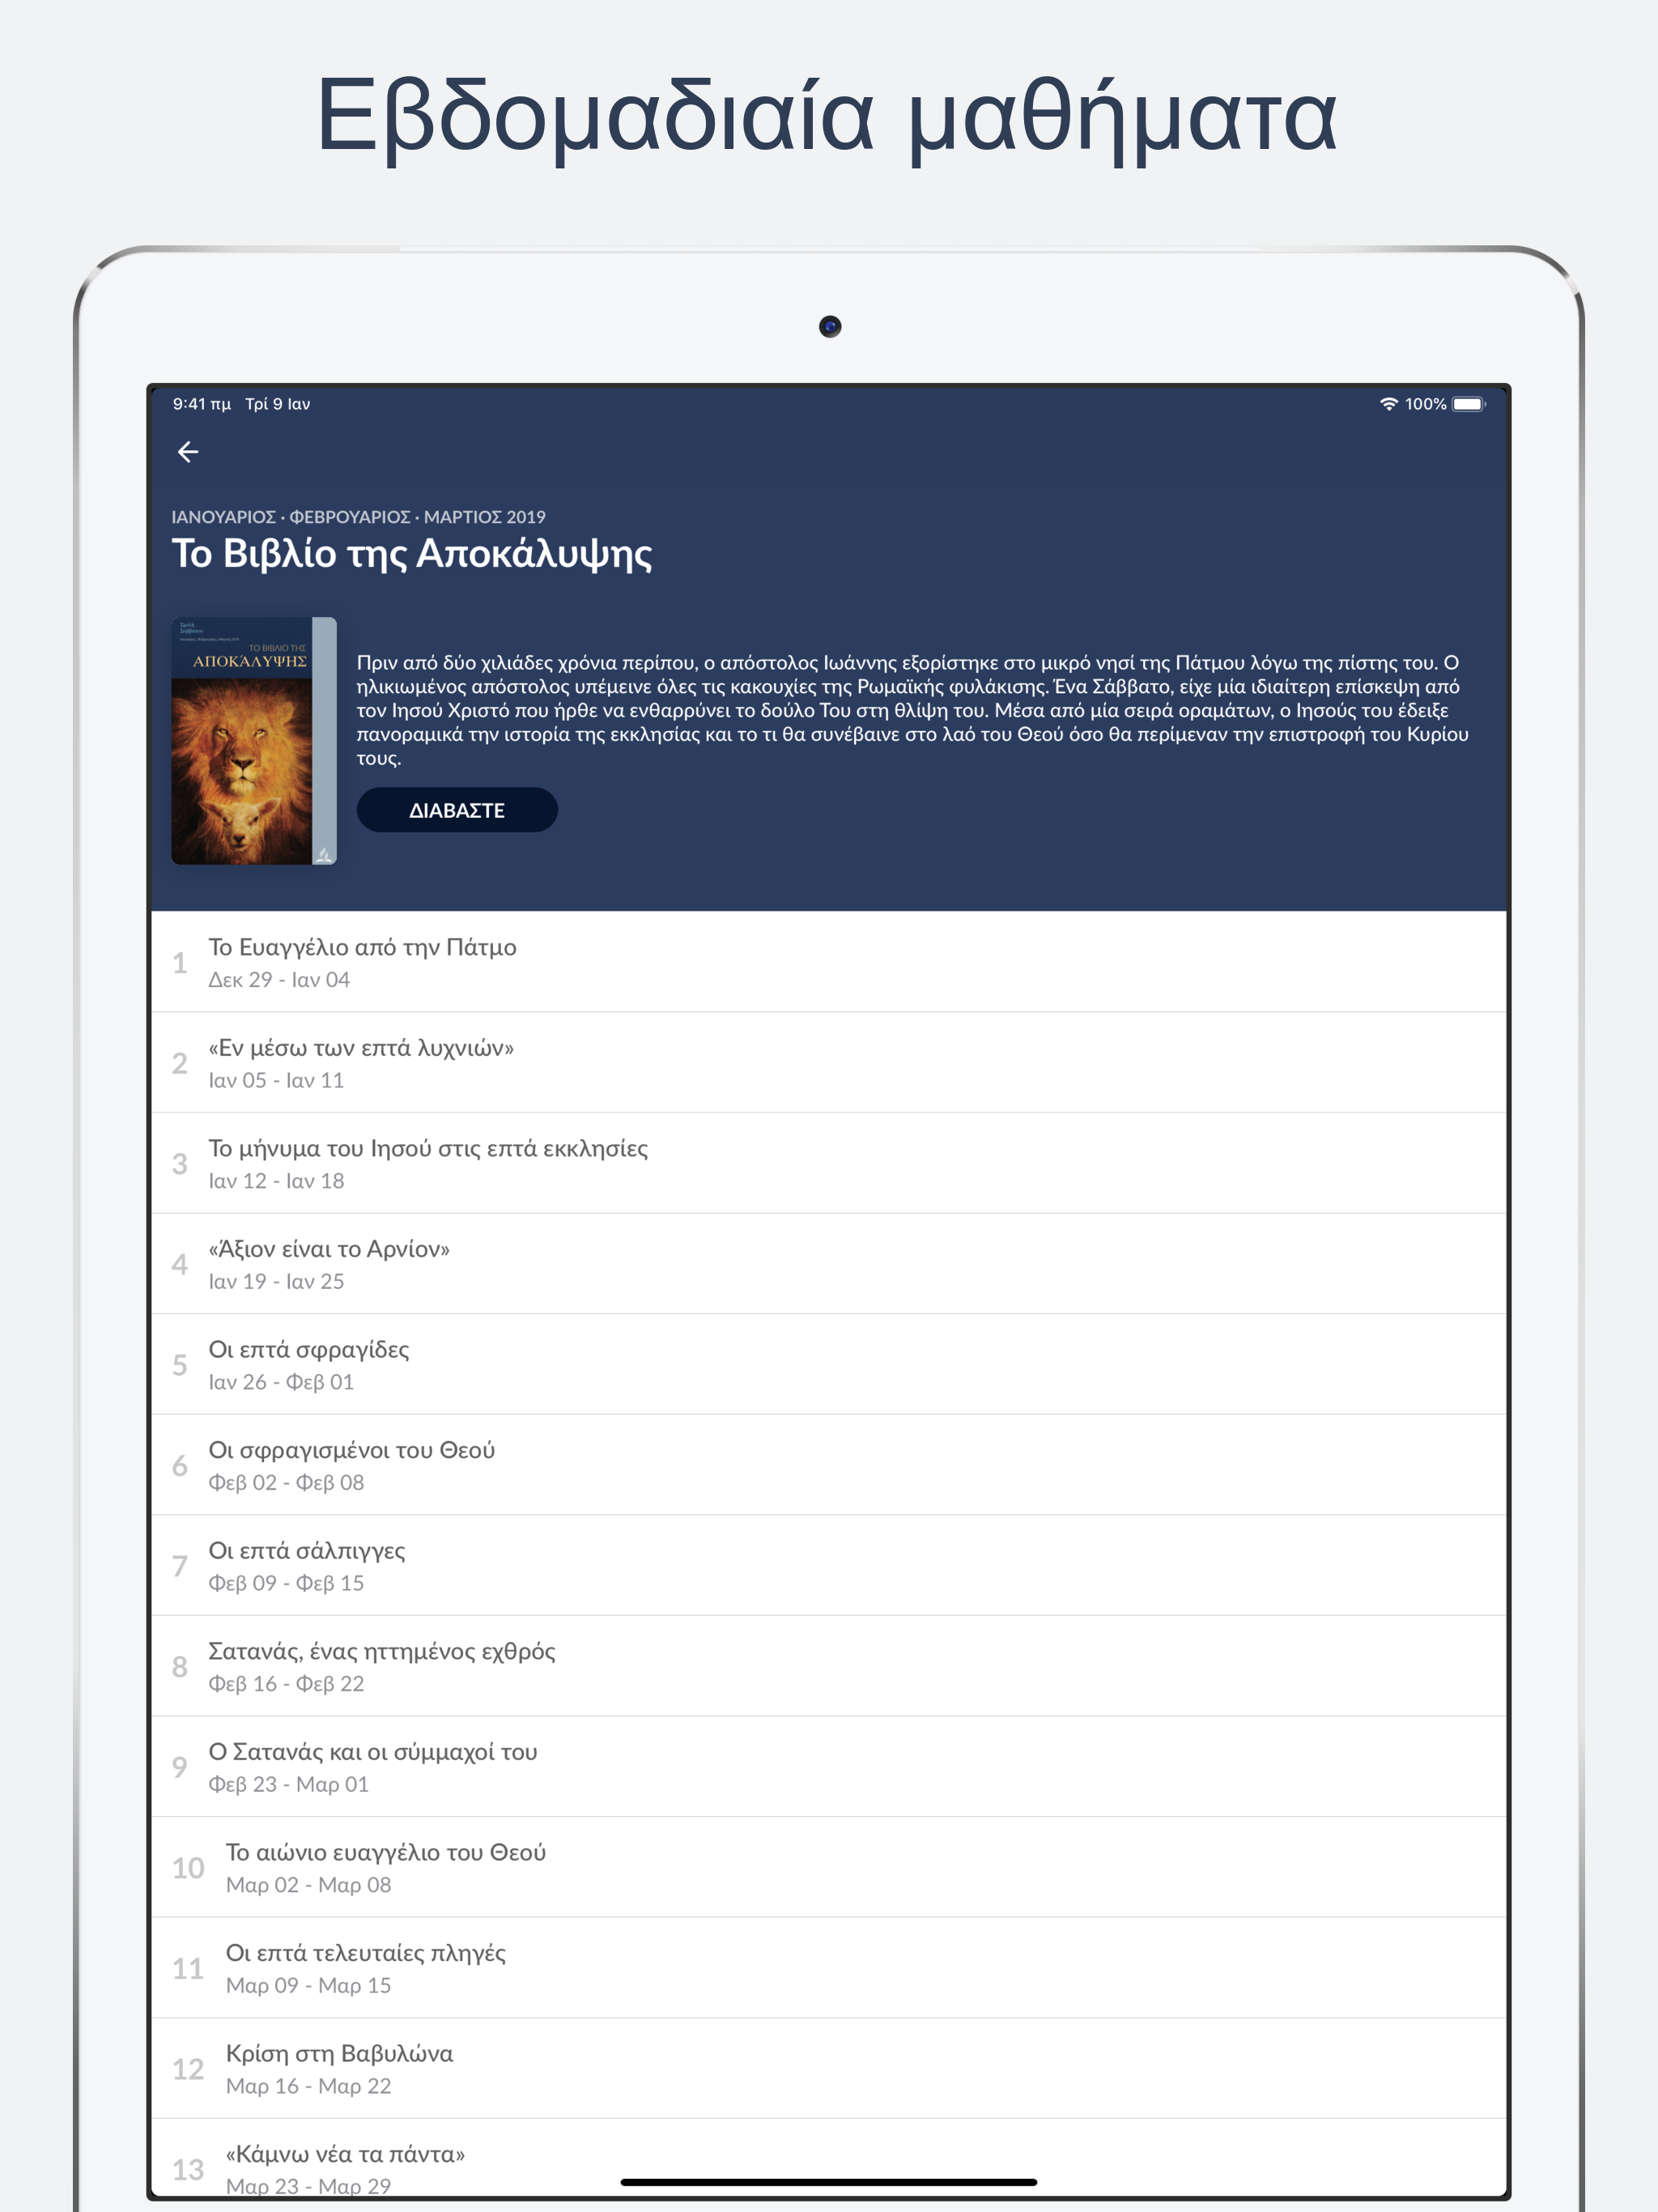 Εβδομαδιαία μαθήματα
9:41 πμ Τρί 9 Ιαν
100%
ΙΑΝΟΥΑΡΙΟΣ · ΦΕΒΡΟΥΑΡΙΟΣ · ΜΑΡΤΙΟΣ 2019
Το Βιβλίο της Αποκάλυψης
ΤΟ ΒΙΒΛΙΟ ΤΗΣ
ΑΠΟΚΆΛΥΨΗΣ
Πριν από δύο χιλιάδες χρόνια περίπου, ο απόστολος Ιωάννης εξορίστηκε στο μικρό νησί της Πάτμου λόγω της πίστης του. Ο
ηλικιωμένος απόστολος υπέμεινε όλες τις κακουχίες της Ρωμαϊκής φυλάκισης. Ένα Σάββατο, είχε μία ιδιαίτερη επίσκεψη από
τον Ιησού Χριστό που ήρθε να ενθαρρύνει το δούλο Του στη θλίψη του. Μέσα από μία σειρά οραμάτων, ο Ιησούς του έδειξε
πανοραμικά την ιστορία της εκκλησίας και το τι θα συνέβαινε στο λαό του Θεού όσο θα περίμεναν την επιστροφή του Κυρίου
τους.
ΔΙΑΒΑΣΤΕ
1 Το Ευαγγέλιο από την Πάτμο
Δεκ 29 - Ιαν 04
2 «Εν μέσω των επτά λυχνιών»
Ιαν 05 - Ιαν 11
3 Το μήνυμα του Ιησού στις επτά εκκλησίες
Ιαν 12 - Ιαν 18
4 «Άξιον είναι το Αρνίον»
Ιαν 19 - Ιαν 25
5 Οι επτά σφραγίδες
Ιαν 26 - Φεβ 01
6 Οι σφραγισμένοι του Θεού
Φεβ 02 - Φεβ 08
7 Οι επτά σάλπιγγες
Φεβ 09 - Φεβ 15
8 Σατανάς, ένας ηττημένος εχθρός
Φεβ 16 - Φεβ 22
9 Ο Σατανάς και οι σύμμαχοί του
Φεβ 23 - Μαρ 01
10 Το αιώνιο ευαγγέλιο του Θεού
Μαρ 02 - Μαρ 08
11 Οι επτά τελευταίες πληγές
Μαρ 09 - Μαρ 15
12 Κρίση στη Βαβυλώνα
Μαρ 16 - Μαρ 22
13 «Κάμνω νέα τα πάντα»
Μαρ 23 - Μαρ 29